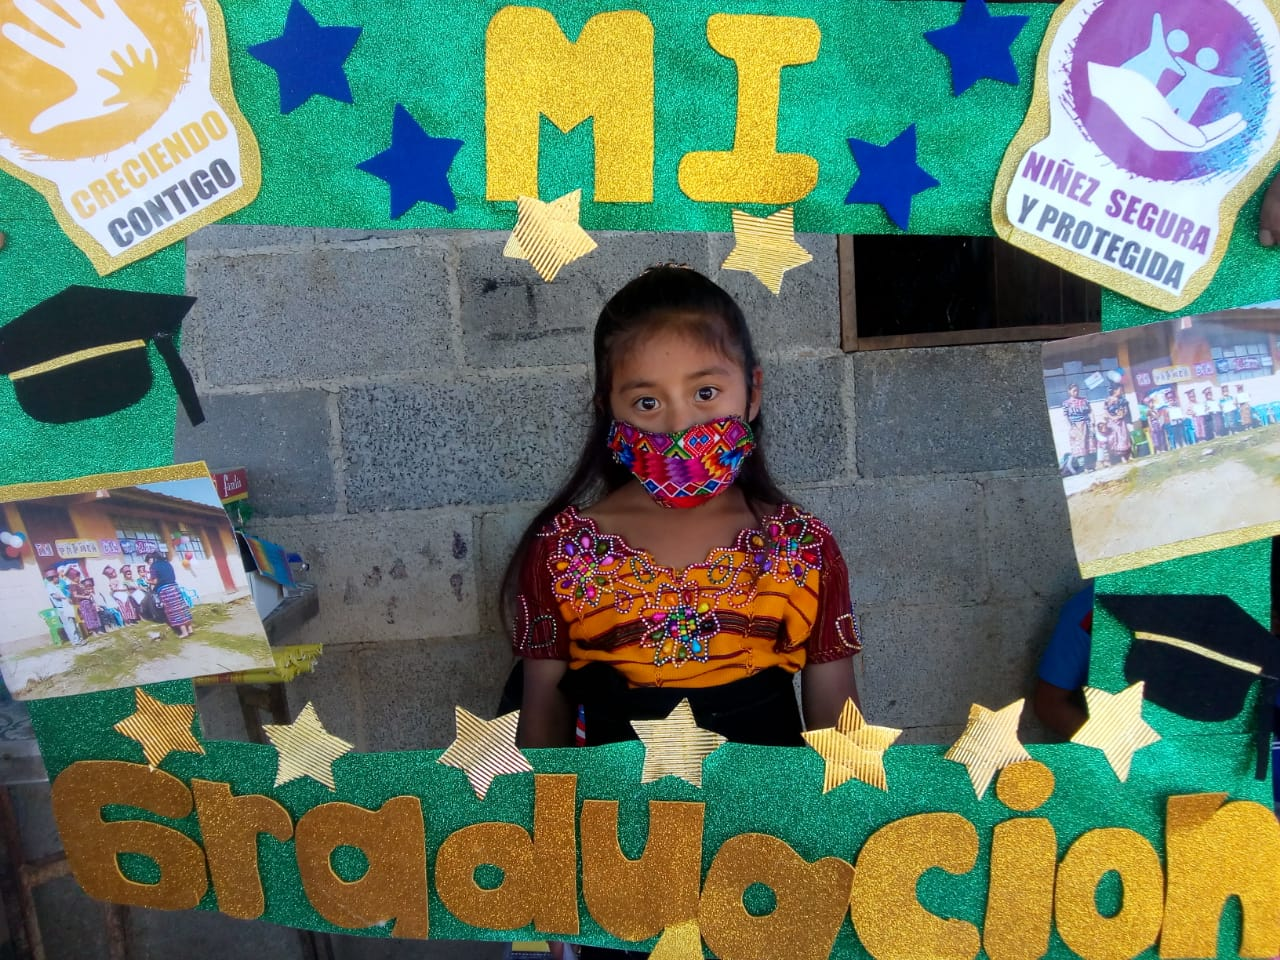 MI
CRECIENDO
CONTIGO
NIÑEZ SEGURA
Y PROTEGIDA
Graduacion